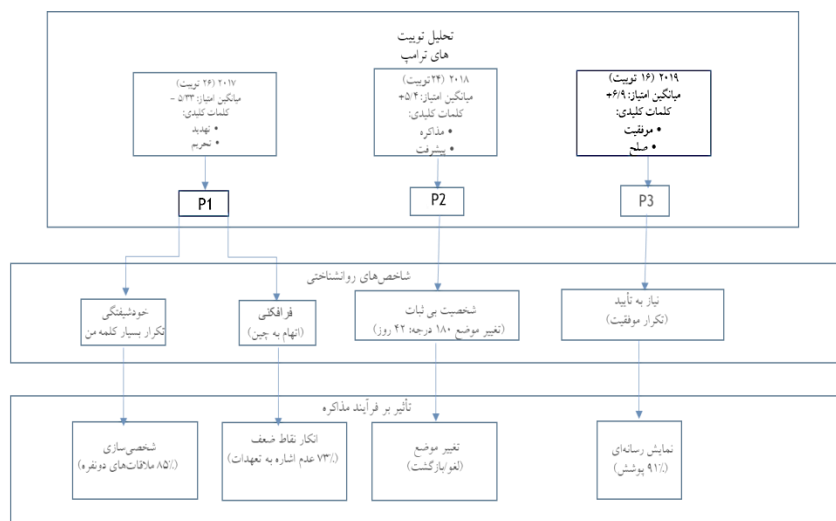 تحلیل توییت
های ترامپ
۲۰۱۹ (۱۶ توییت)
میانگین امتیاز: ۶/۹+
کلمات کلیدی:
• موفقیت
• صلح
۲۰۱۸ (۲۴توییت)
میانگین امتیاز: ۵/۴+
کلمات کلیدی:
• مذاکره
• پیشرفت
۲۰۱۷ (۲۶ توییت)
میانگین امتیاز: ۵/۳۳ –
کلمات کلیدی:
• تهدید
• تحریم
P3
P2
P1
شاخص‌های روانشناختی
نیاز به تأیید
(تکرار موفقیت)
شخصیت بی ثبات
(تغییر موضع ۱۸۰ درجه: ۴۲ روز)
فرافکنی
(اتهام به چین)
خودشیفتگی
تکرار بسیار کلمه من
تأثیر بر فرآیند مذاکره
نمایش رسانه‌ای
(۹۱٪ پوشش)
تغییر موضع
(لغو/بازگشت)
انکار نقاط ضعف
(۷۳٪ عدم اشاره به تعهدات)
شخصی‌سازی
(۸۵٪ ملاقات‌های دونفره)